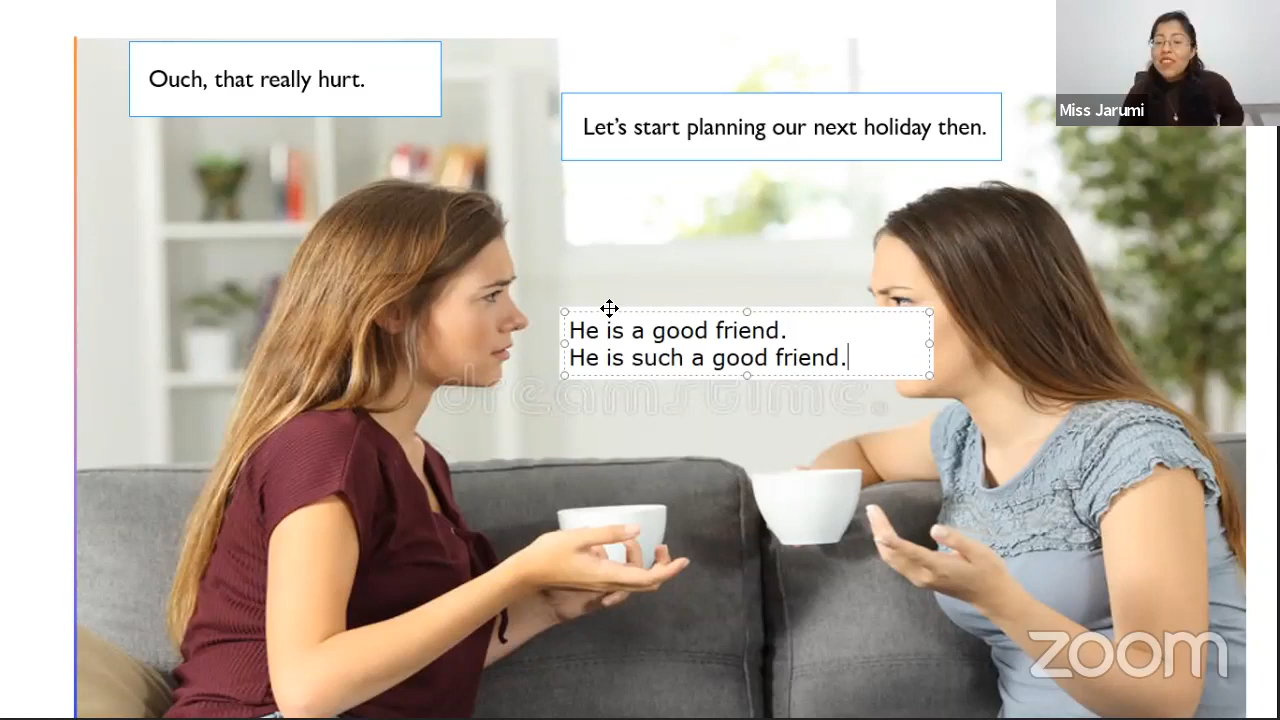 Ouch, that really hurt.
Let's start planning our next holiday then.
Miss Jarumi
He is a good friend.
He is such a good friend.
dreamstime.
zoom